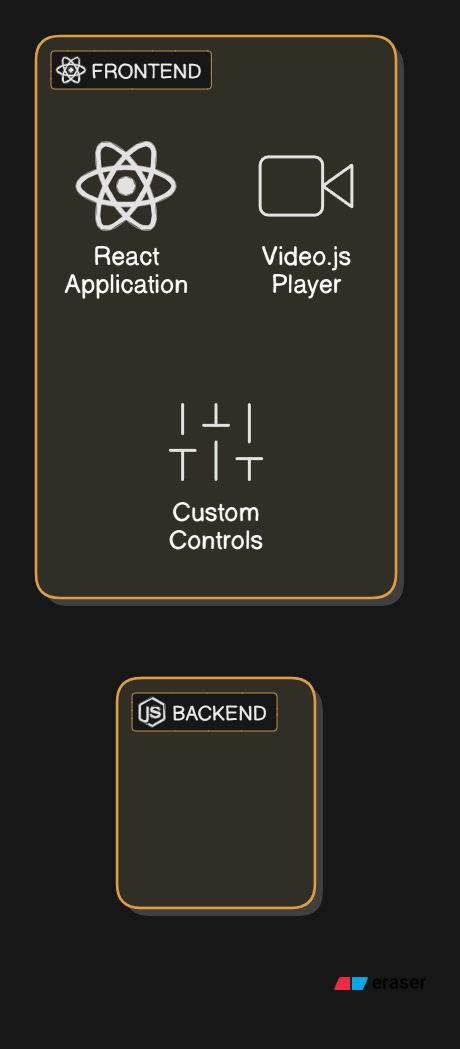 FRONTEND
React
Application
Video.js
Player
Custom
Controls
JS BACKEND
eraser